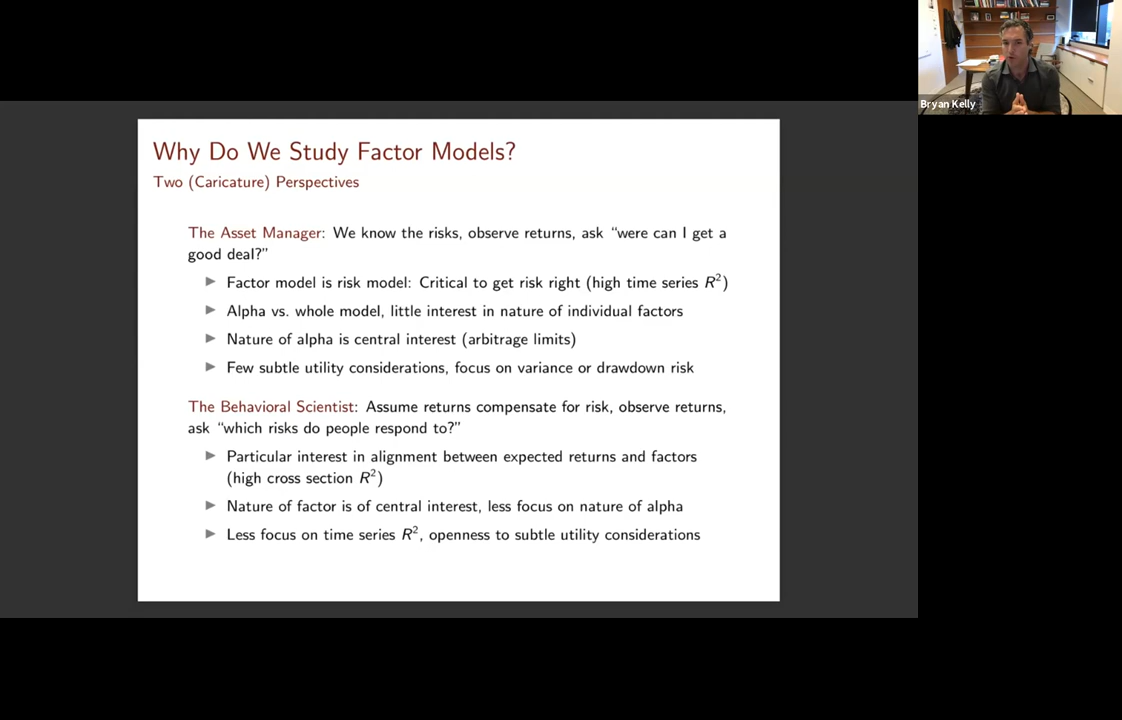 Bryan Kelly
Why Do We Study Factor Models?
Two (Caricature) Perspectives
The Asset Manager: We know the risks, observe returns, ask “were can I get a
good deal?”
▶ Factor model is risk model: Critical to get risk right (high time series R²)
▶ Alpha vs. whole model, little interest in nature of individual factors
▶ Nature of alpha is central interest (arbitrage limits)
▶ Few subtle utility considerations, focus on variance or drawdown risk
The Behavioral Scientist: Assume returns compensate for risk, observe returns,
ask “which risks do people respond to?”
▶ Particular interest in alignment between expected returns and factors
(high cross section R²)
▶ Nature of factor is of central interest, less focus on nature of alpha
▶ Less focus on time series R², openness to subtle utility considerations